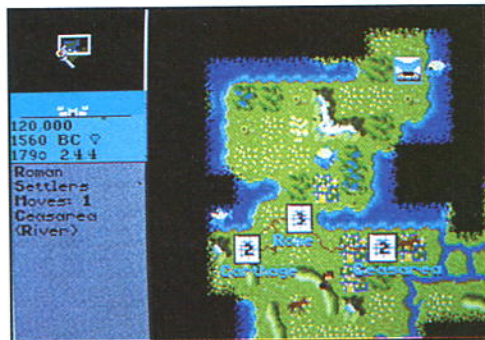 120,000
1560 BC
179o 2.4.4
Roman
Settlers
Moves: 1
Ceasarea
(River)
3
Rome
2
Carthage
2
Ceasarea